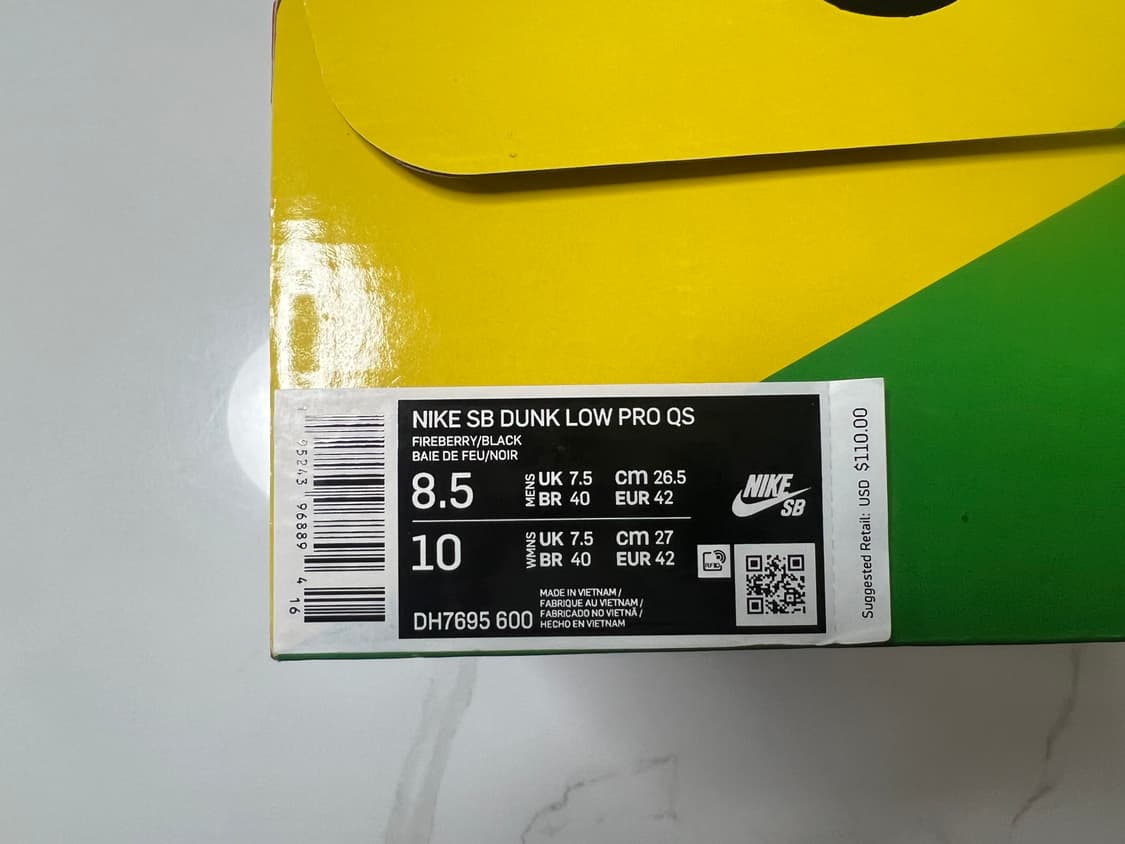 NIKE SB DUNK LOW PRO QS
FIREBERRY/BLACK
BAIE DE FEU/NOIR
8.5
MENS
UK 7.5 cm 26.5
BR 40 EUR 42
10
WMNS
UK 7.5 cm 27
BR 40 EUR 42
DH7695 600
MADE IN VIETNAM /
FABRIQUE AU VIETNAM /
FABRICADO NO VIETNÃ /
HECHO EN VIETNAM
NIKE
SB
RFID
95243 96889 4 16
Suggested Retail: USD $110.00